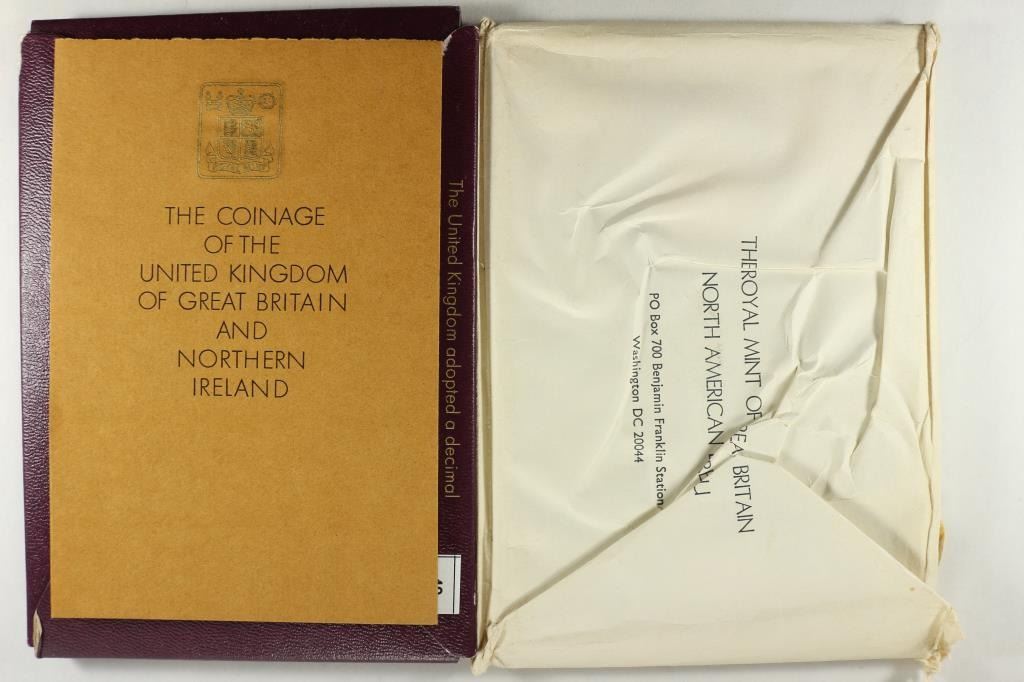 THE COINAGE
OF THE
UNITED KINGDOM
OF GREAT BRITAIN
AND
NORTHERN
IRELAND
The United Kingdom adopted a decimal
THEROYAL MINT OF REA BRITAIN
NORTH AMERICAN
PO Box 700 Benjamin Franklin Station
Washington DC 20044